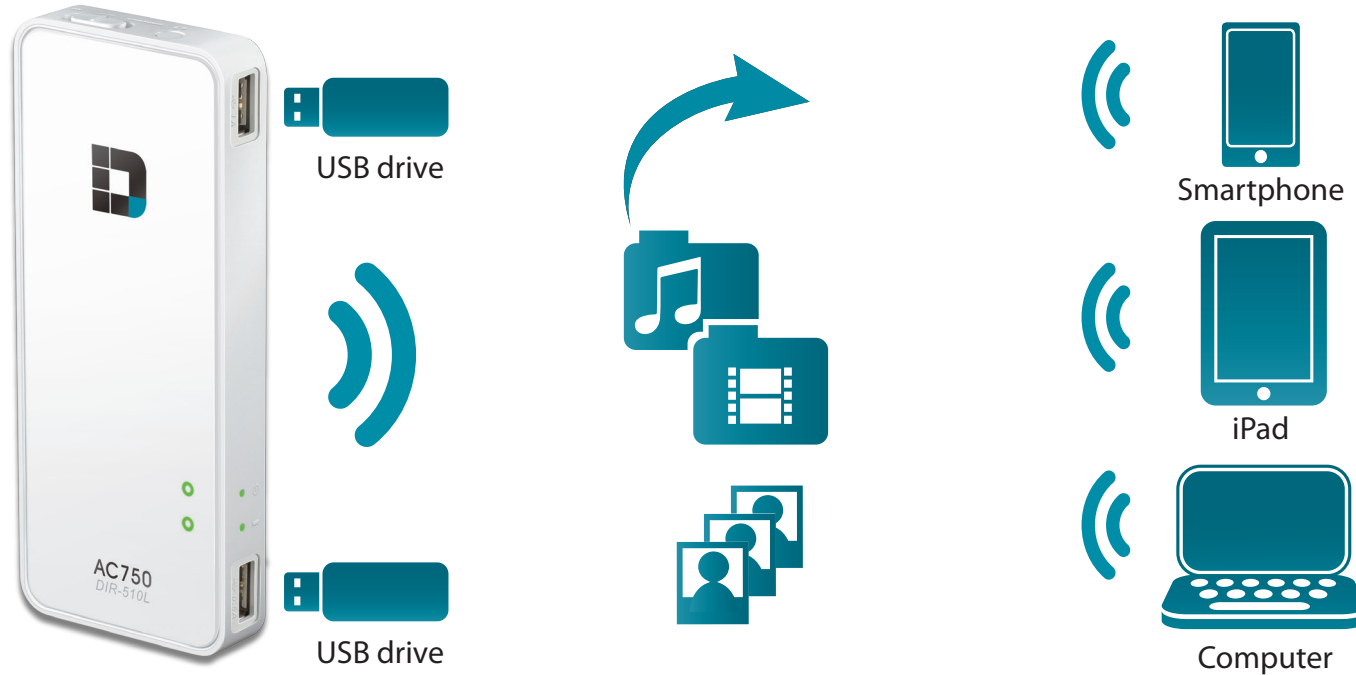 USB drive
Smartphone
iPad
AC750
DIR-510L
USB drive
Computer